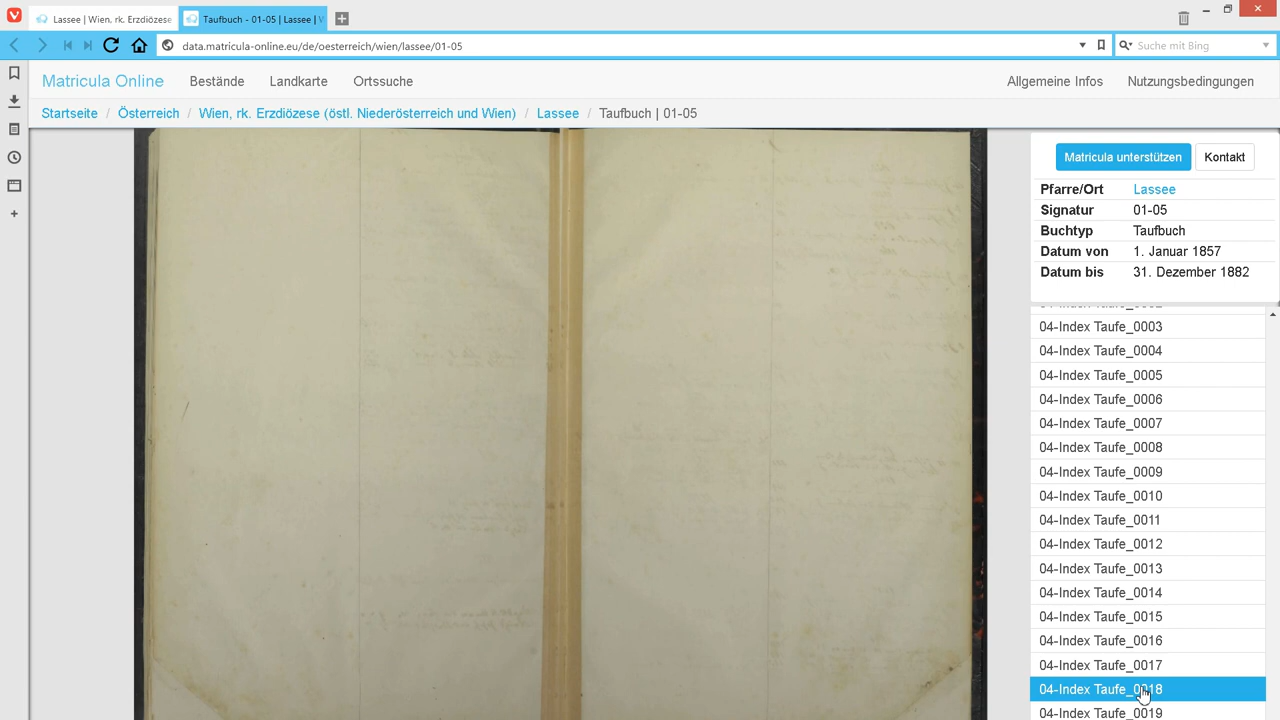 Lassee | Wien, rk. Erzdiözese
Taufbuch - 01-05 | Lassee |
data.matricula-online.eu/de/oesterreich/wien/lassee/01-05
Suche mit Bing
Matricula Online
Bestände
Landkarte
Ortssuche
Allgemeine Infos
Nutzungsbedingungen
Startseite / Österreich / Wien, rk. Erzdiözese (östl. Niederösterreich und Wien) / Lassee / Taufbuch | 01-05
Matricula unterstützen
Kontakt
Pfarre/Ort Lassee
Signatur 01-05
Buchtyp Taufbuch
Datum von 1. Januar 1857
Datum bis 31. Dezember 1882
04-Index Taufe_0003
04-Index Taufe_0004
04-Index Taufe_0005
04-Index Taufe_0006
04-Index Taufe_0007
04-Index Taufe_0008
04-Index Taufe_0009
04-Index Taufe_0010
04-Index Taufe_0011
04-Index Taufe_0012
04-Index Taufe_0013
04-Index Taufe_0014
04-Index Taufe_0015
04-Index Taufe_0016
04-Index Taufe_0017
04-Index Taufe_0018
04-Index Taufe_0019